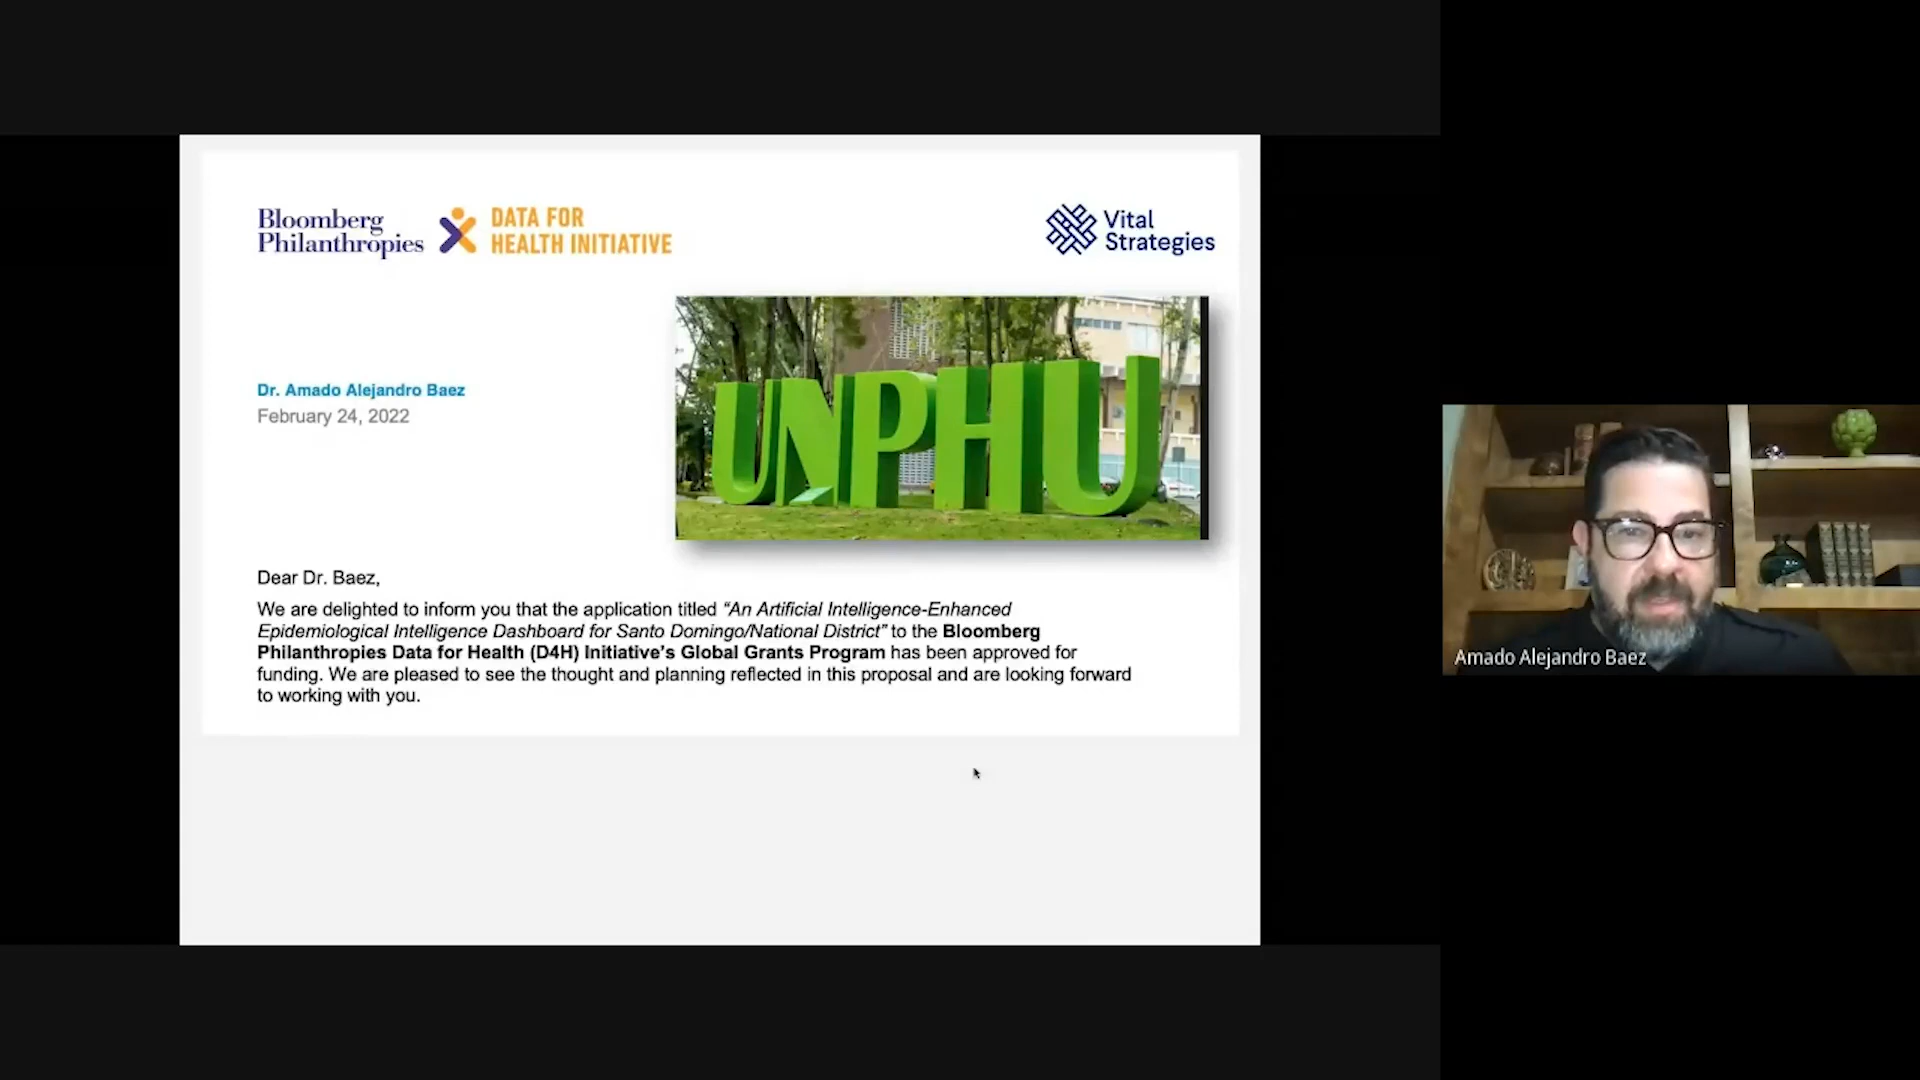 Bloomberg
Philanthropies
DATA FOR
HEALTH INITIATIVE
Vital
Strategies
UNPHU
Dr. Amado Alejandro Baez
February 24, 2022
Dear Dr. Baez,
We are delighted to inform you that the application titled “An Artificial Intelligence-Enhanced
Epidemiological Intelligence Dashboard for Santo Domingo/National District” to the Bloomberg
Philanthropies Data for Health (D4H) Initiative’s Global Grants Program has been approved for
funding. We are pleased to see the thought and planning reflected in this proposal and are looking forward
to working with you.
Amado Alejandro Baez